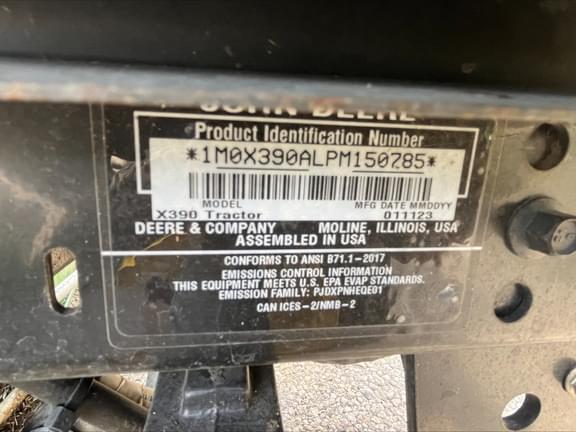 JOHN DEERE
Product Identification Number
*1M0X390ALPM150785*
MODEL MFG DATE MMDDYY
X390 Tractor 011123
DEERE & COMPANY MOLINE, ILLINOIS, USA
ASSEMBLED IN USA
CONFORMS TO ANSI B71.1-2017
EMISSIONS CONTROL INFORMATION
THIS EQUIPMENT MEETS U.S. EPA EVAP STANDARDS.
EMISSION FAMILY: PJDXPNHEQE01
CAN ICES-2/NMB-2